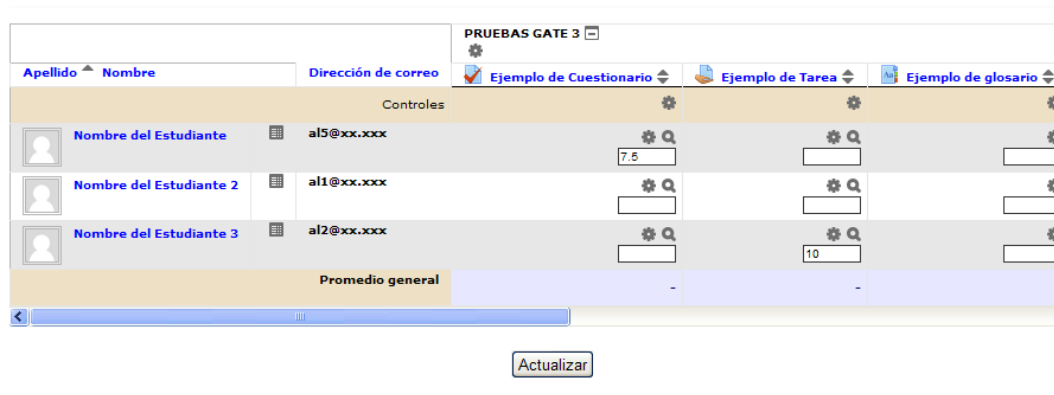 PRUEBAS GATE 3
Apellido Nombre Dirección de correo Ejemplo de Cuestionario Ejemplo de Tarea Ejemplo de glosario
Controles
Nombre del Estudiante al5@xx.xxx
7.5
Nombre del Estudiante 2 al1@xx.xxx
Nombre del Estudiante 3 al2@xx.xxx
10
Promedio general - -
Actualizar